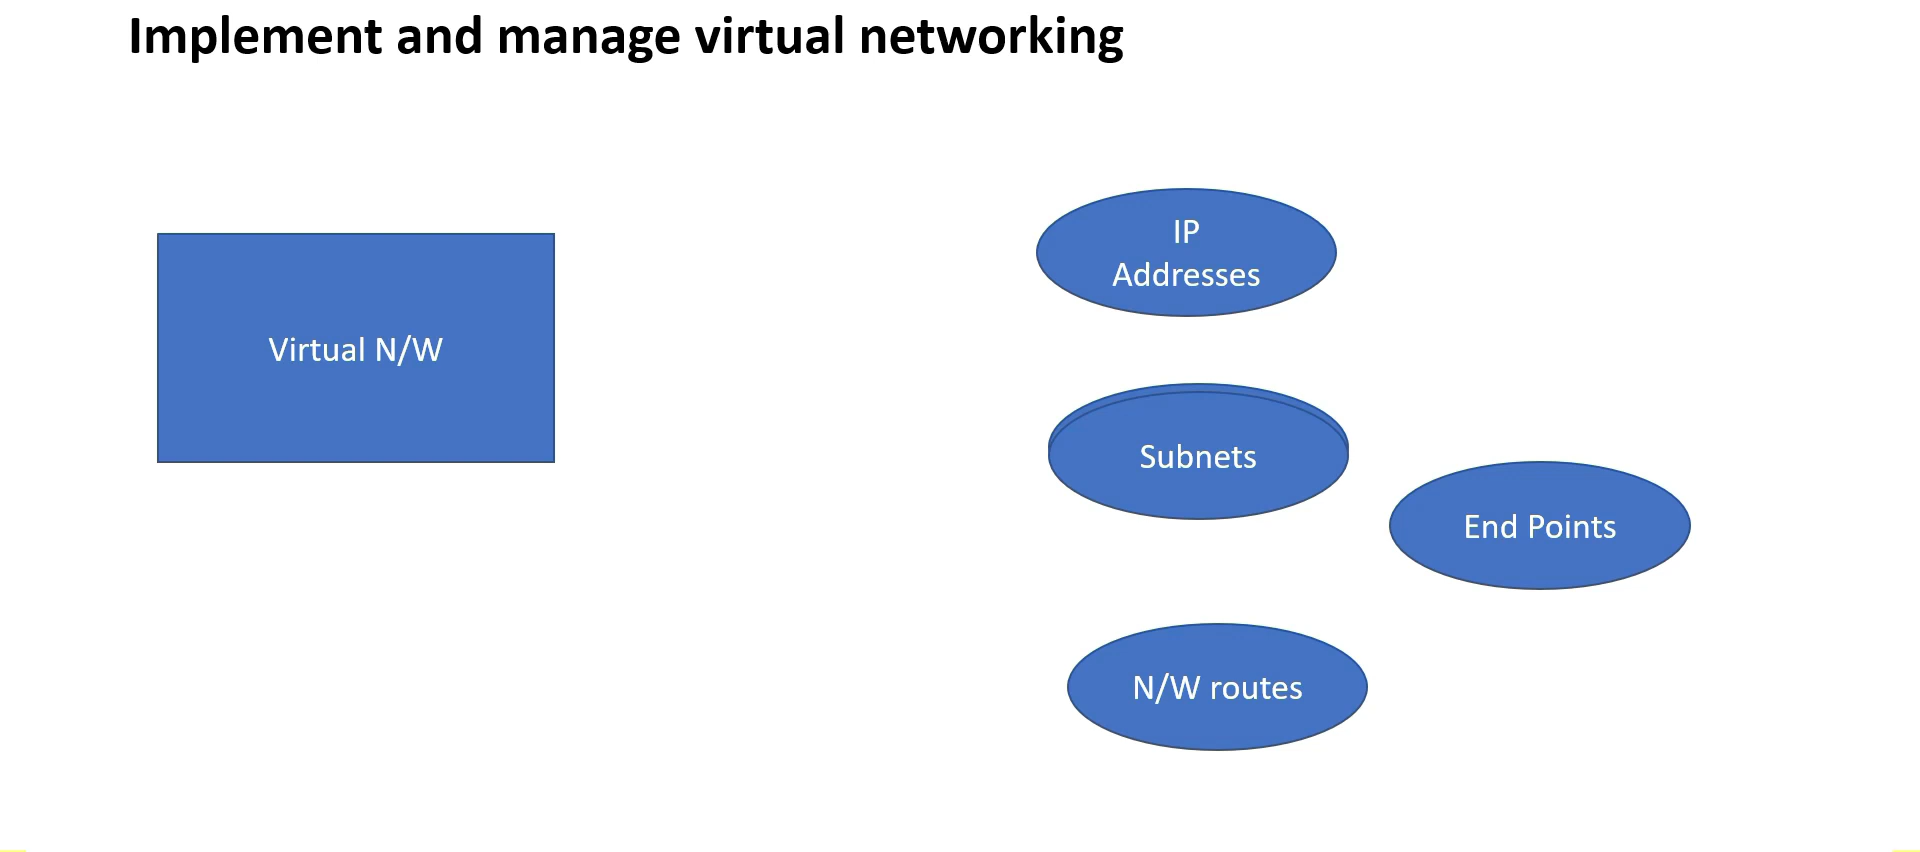 Implement and manage virtual networking
Virtual N/W
IP
Addresses
Subnets
End Points
N/W routes